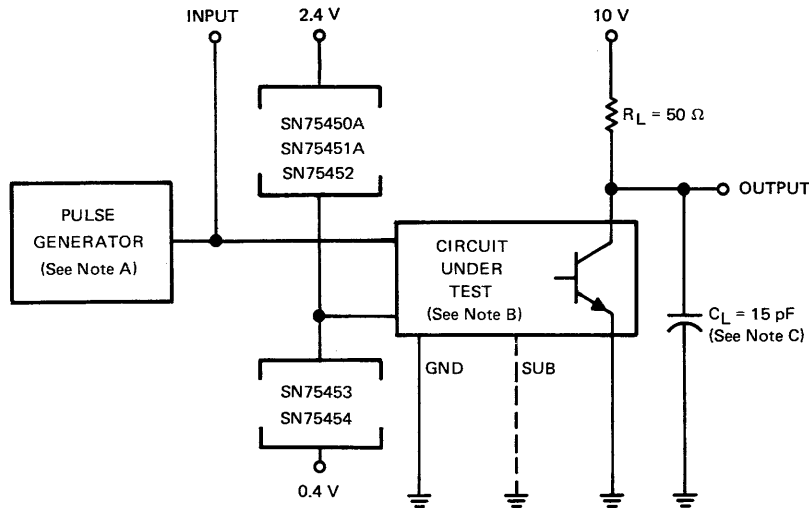 INPUT
2.4 V
10 V
SN75450A
SN75451A
SN75452
R_L = 50 Ω
PULSE
GENERATOR
(See Note A)
OUTPUT
CIRCUIT
UNDER
TEST
(See Note B)
C_L = 15 pF
(See Note C)
GND
SUB
SN75453
SN75454
0.4 V